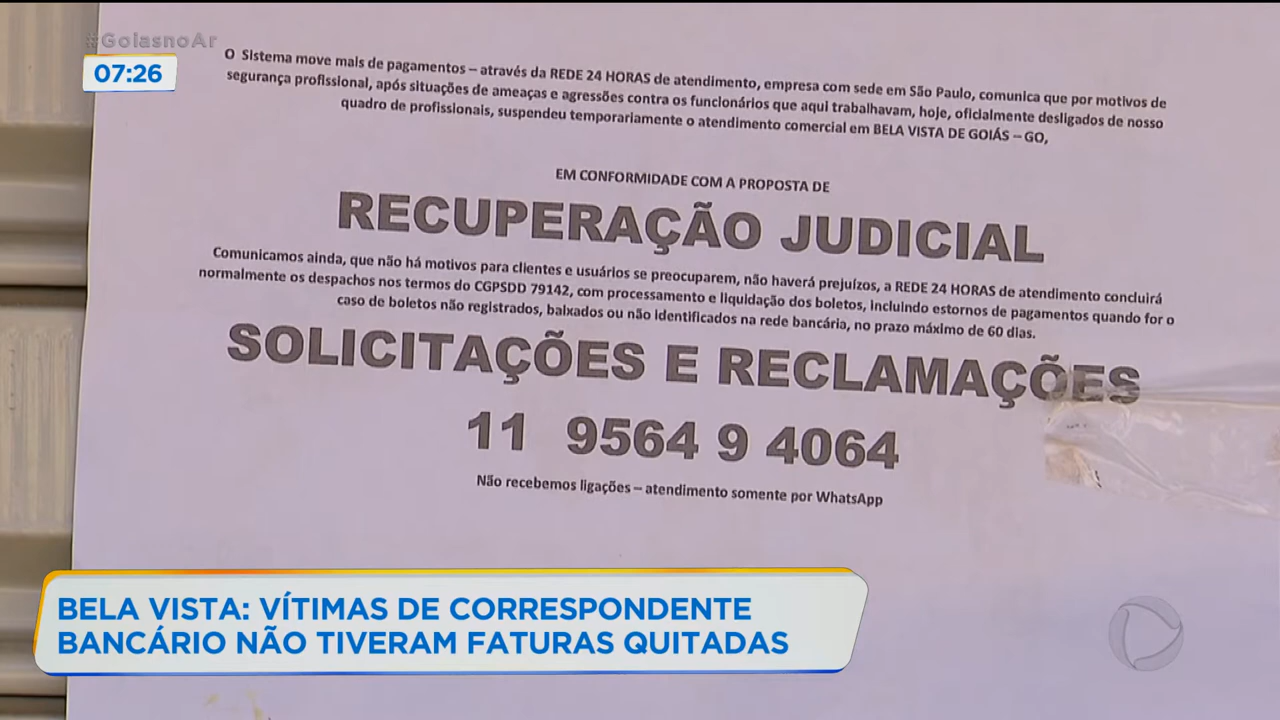 #GoiásnoAr
07:26
O Sistema move mais de pagamentos – através da REDE 24 HORAS de atendimento, empresa com sede em São Paulo, comunica que por motivos de
segurança profissional, após situações de ameaças e agressões contra os funcionários que aqui trabalhavam, hoje, oficialmente desligados de nosso
quadro de profissionais, suspendeu temporariamente o atendimento comercial em BELA VISTA DE GOIÁS – GO,
EM CONFORMIDADE COM A PROPOSTA DE
RECUPERAÇÃO JUDICIAL
Comunicamos ainda, que não há motivos para clientes e usuários se preocuparem, não haverá prejuízos, a REDE 24 HORAS de atendimento concluirá
normalmente os despachos nos termos do CGPSDD 79142, com processamento e liquidação dos boletos, incluindo estornos de pagamentos quando for o
caso de boletos não registrados, baixados ou não identificados na rede bancária, no prazo máximo de 60 dias.
SOLICITAÇÕES E RECLAMAÇÕES
11 9564 9 4064
Não recebemos ligações – atendimento somente por WhatsApp
BELA VISTA: VÍTIMAS DE CORRESPONDENTE
BANCÁRIO NÃO TIVERAM FATURAS QUITADAS